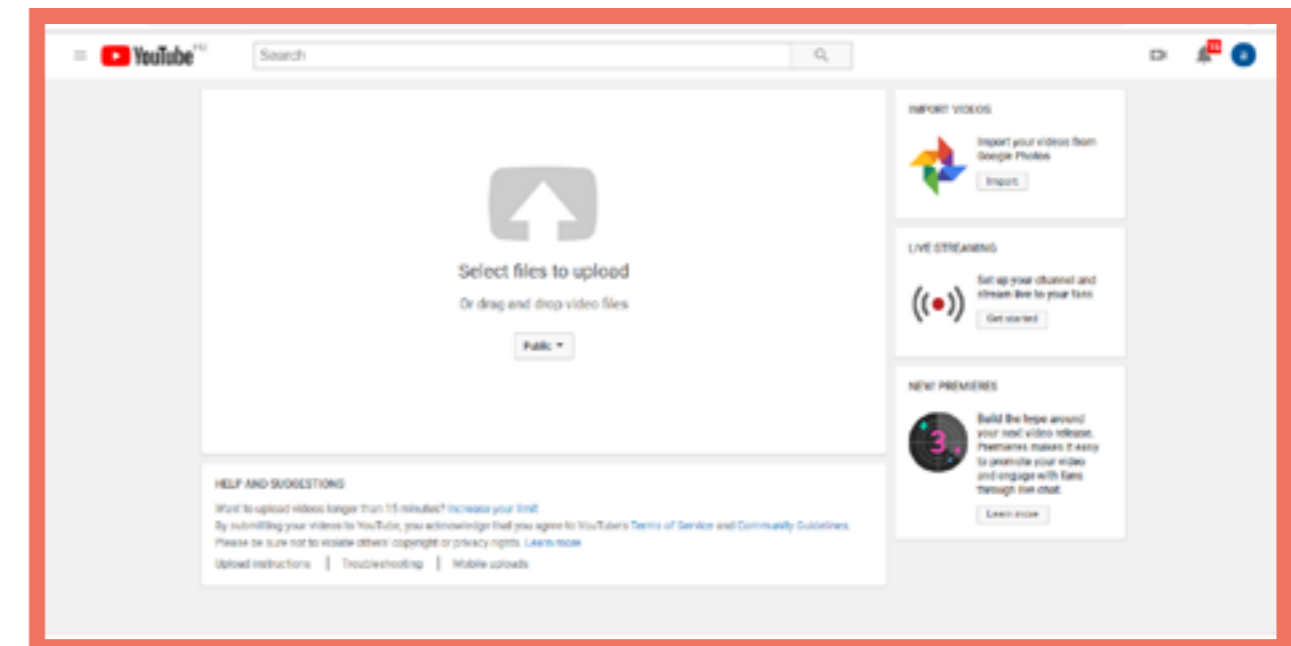 YouTube
Search
Select files to upload
Or drag and drop video files
Public
HELP AND SUGGESTIONS
Want to upload videos longer than 15 minutes? Increase your limit
By submitting your videos to YouTube, you acknowledge that you agree to YouTube's Terms of Service and Community Guidelines.
Please be sure not to violate others' copyright or privacy rights. Learn more
Upload instructions | Troubleshooting | Mobile uploads
IMPORT VIDEOS
Import your videos from
Google Photos
Import
LIVE STREAMING
Set up your channel and
stream live to your fans
Get started
NEW! PREMIERES
3
Build the hype around
your next video release.
Premieres makes it easy
to promote your video
and engage with fans
through live chat.
Learn more